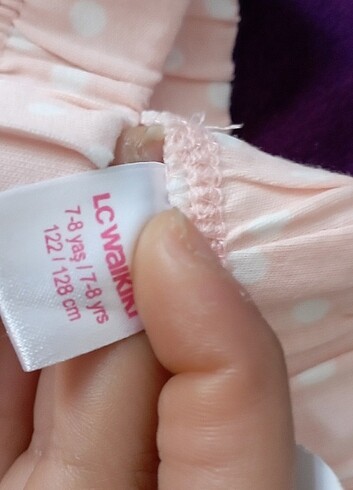 LC WAIKIKI
7-8 yaş / 7-8 yrs
122 / 128 cm